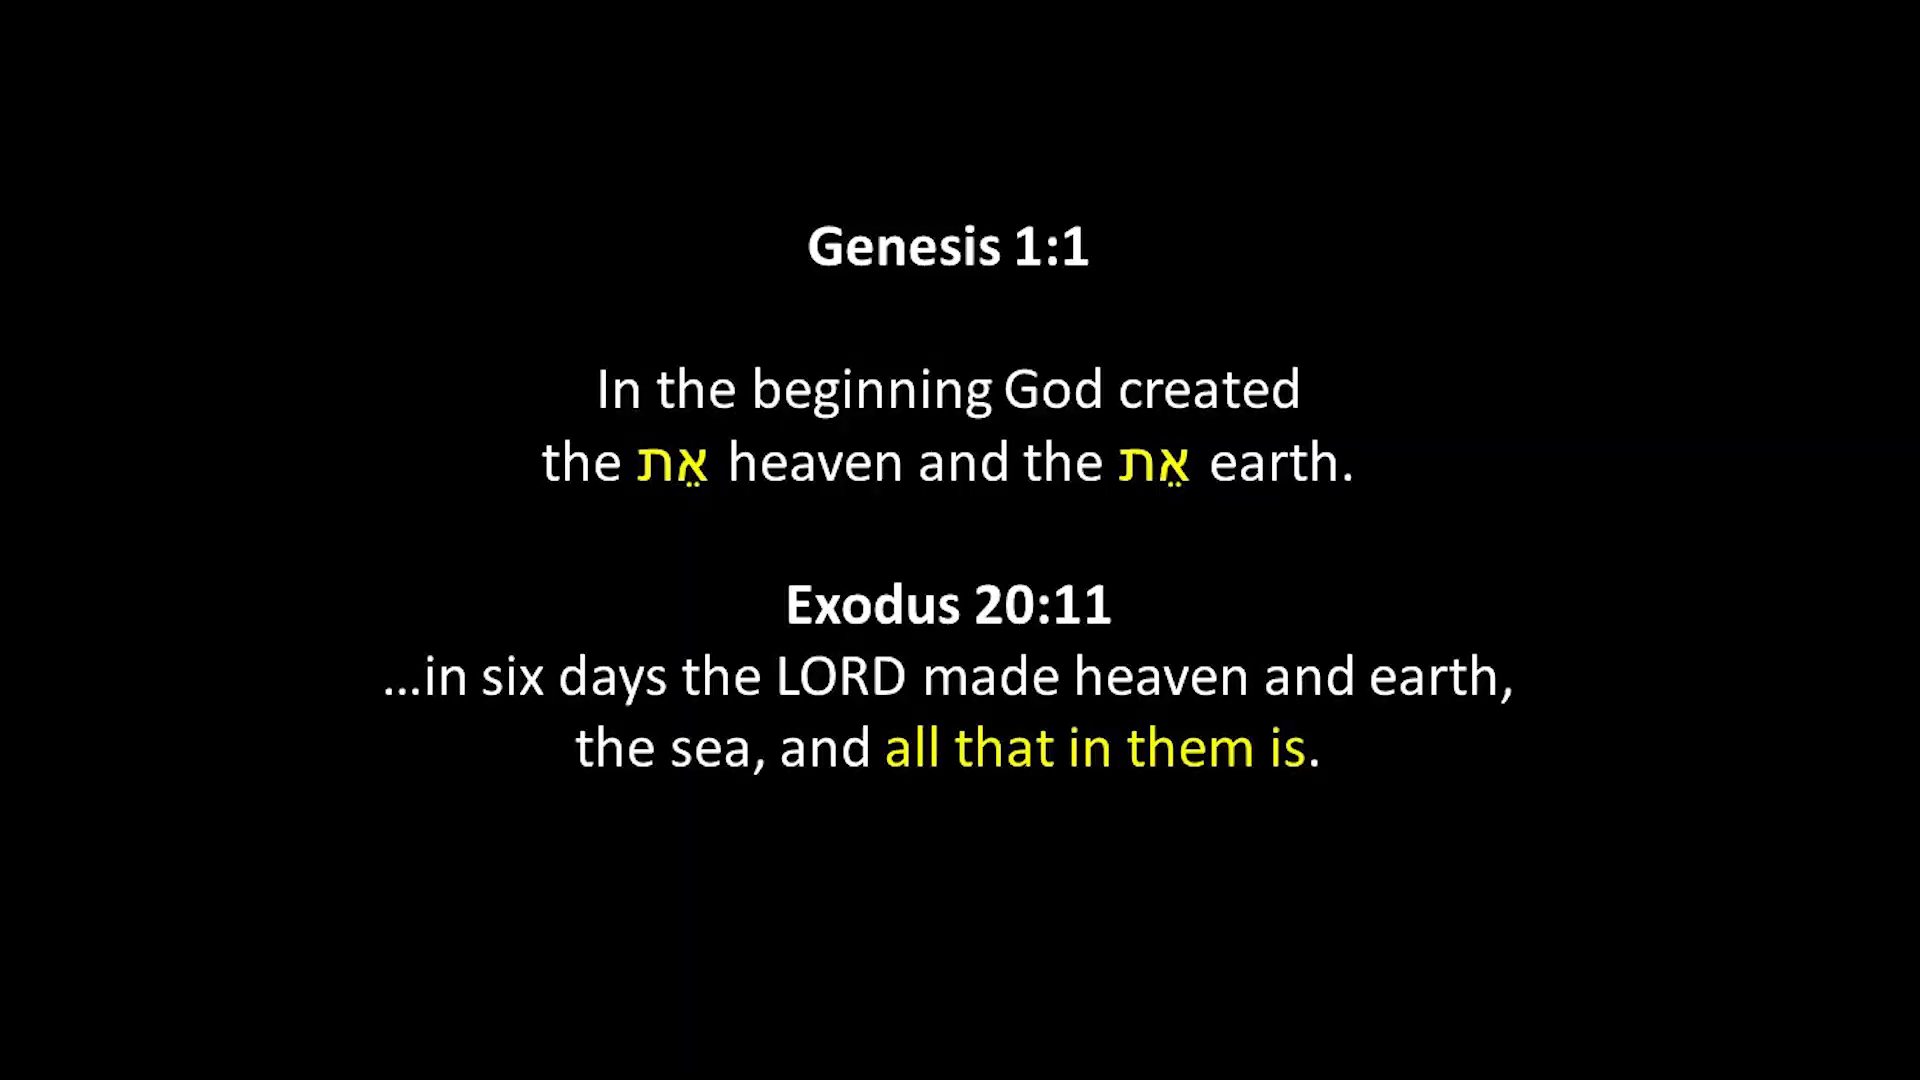 Genesis 1:1
In the beginning God created
the אֵת heaven and the אֵת earth.
Exodus 20:11
...in six days the LORD made heaven and earth,
the sea, and all that in them is.